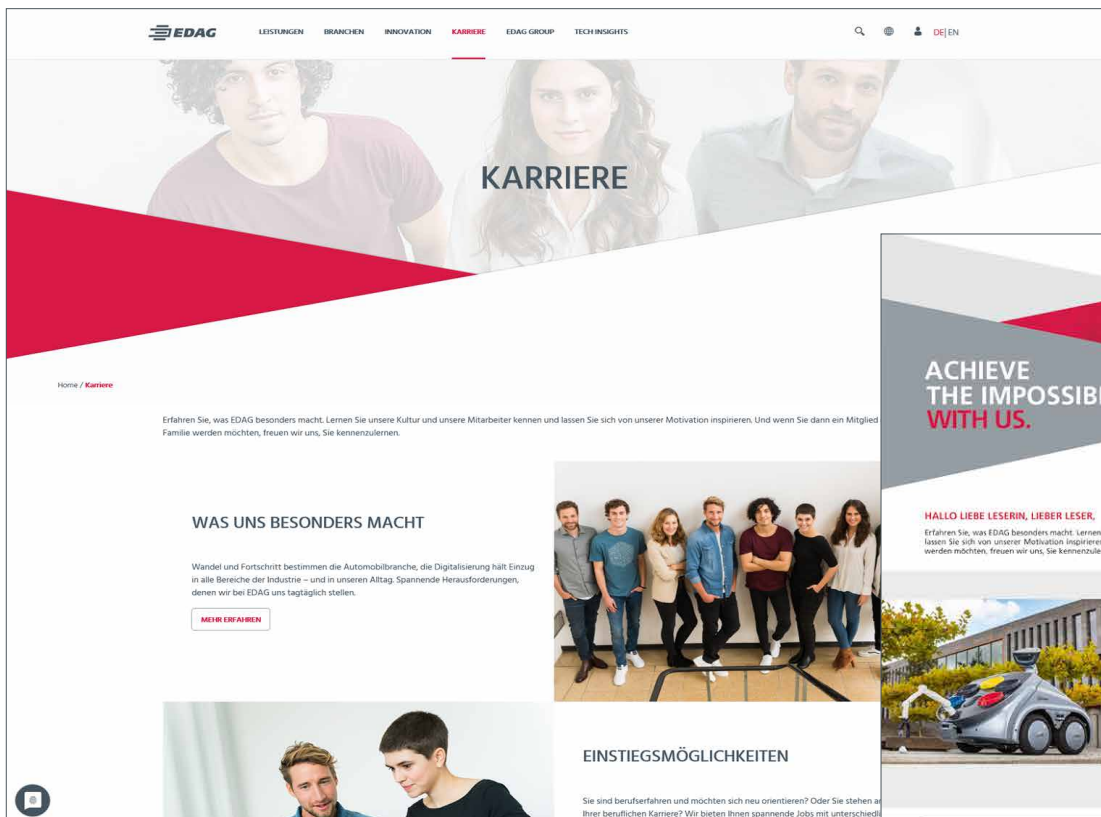 EDAG
LEISTUNGEN BRANCHEN INNOVATION KARRIERE EDAG GROUP TECH INSIGHTS
DE| EN
KARRIERE
Home / Karriere
Erfahren Sie, was EDAG besonders macht. Lernen Sie unsere Kultur und unsere Mitarbeiter kennen und lassen Sie sich von unserer Motivation inspirieren. Und wenn Sie dann ein Mitglied
Familie werden möchten, freuen wir uns, Sie kennenzulernen.
WAS UNS BESONDERS MACHT
Wandel und Fortschritt bestimmen die Automobilbranche, die Digitalisierung hält Einzug
in alle Bereiche der Industrie – und in unseren Alltag. Spannende Herausforderungen,
denen wir bei EDAG uns tagtäglich stellen.
MEHR ERFAHREN
EINSTIEGSMÖGLICHKEITEN
Sie sind berufserfahren und möchten sich neu orientieren? Oder Sie stehen
Ihrer beruflichen Karriere? Wir bieten Ihnen spannende Jobs mit
ACHIEVE
THE
WITH US.
HALLO LIEBE LESERIN, LIEBER LESER,
Erfahren Sie, was EDAG besonders macht. Lernen
lassen Sie sich von unserer Motivation
werden möchten, freuen wir uns, Sie